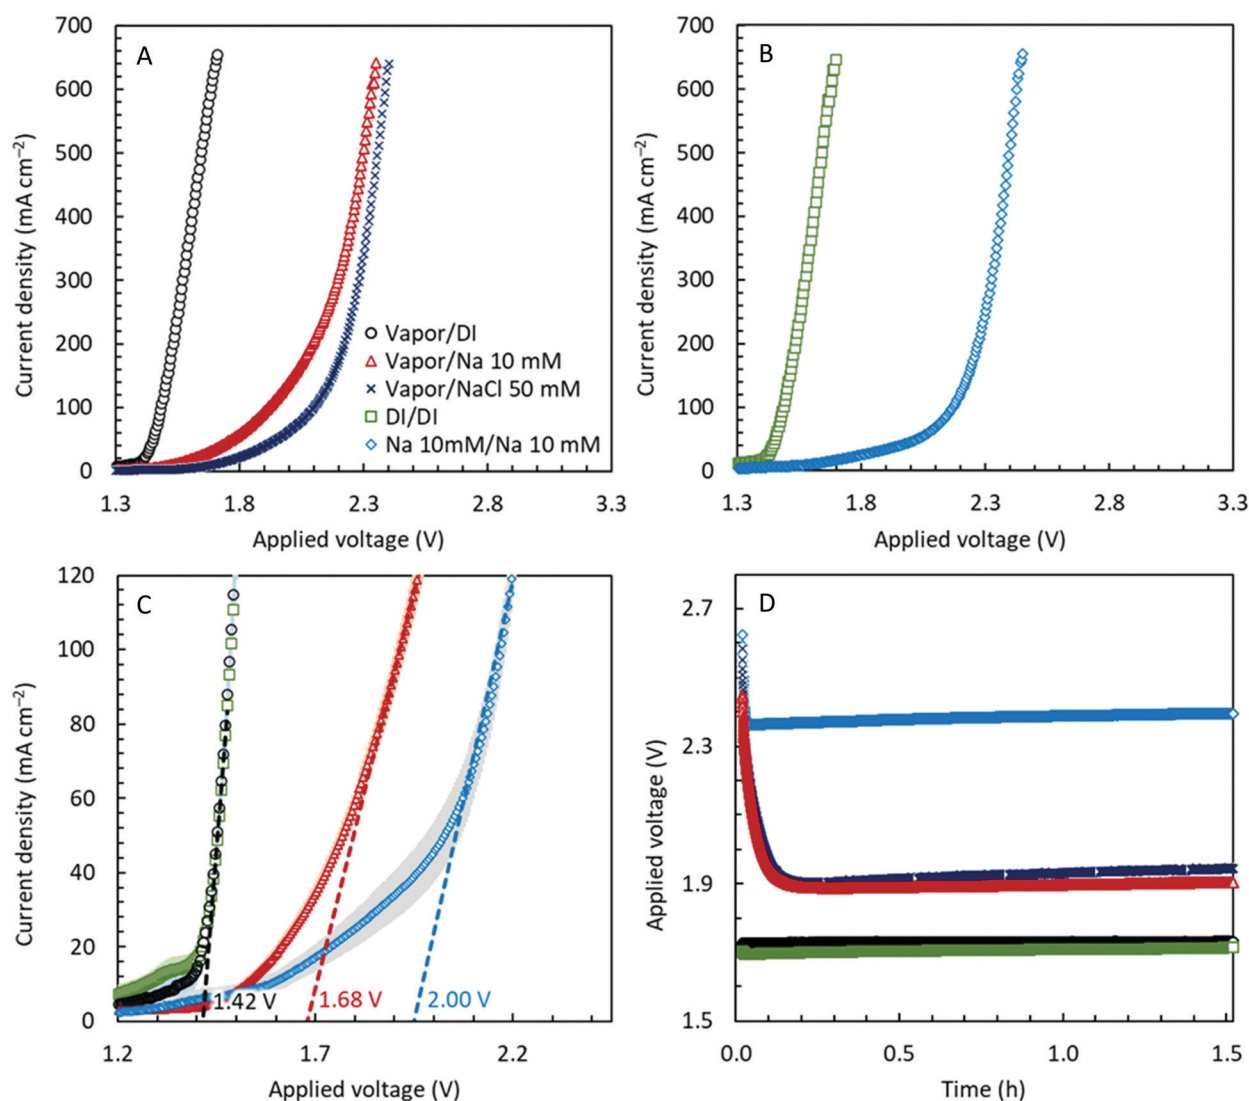 A
700
600
500
400
300
200
100
0
Current density (mA cm⁻²)
1.3
1.8
2.3
2.8
3.3
Applied voltage (V)
Vapor/DI
Vapor/Na 10 mM
Vapor/NaCl 50 mM
DI/DI
Na 10mM/Na 10 mM
B
700
600
500
400
300
200
100
0
Current density (mA cm⁻²)
1.3
1.8
2.3
2.8
3.3
Applied voltage (V)
C
120
100
80
60
40
20
0
Current density (mA cm⁻²)
1.42 V
1.68 V
2.00 V
1.2
1.7
2.2
Applied voltage (V)
D
2.7
2.3
1.9
1.5
Applied voltage (V)
0.0
0.5
1.0
1.5
Time (h)